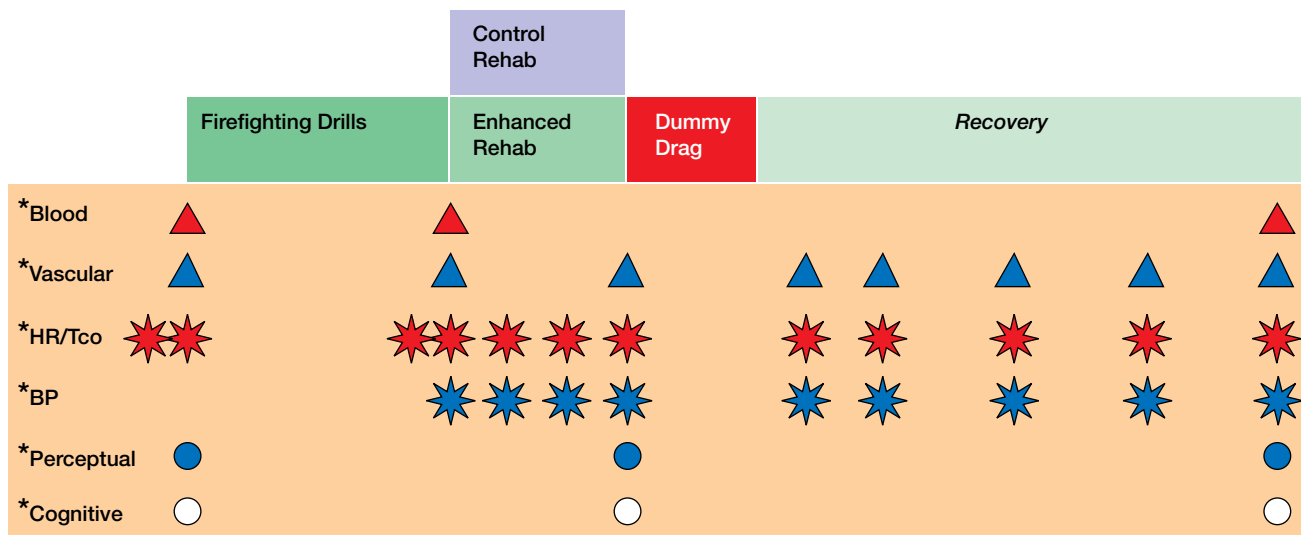 Control
Rehab
Firefighting Drills
Enhanced
Rehab
Dummy
Drag
Recovery
*Blood
*Vascular
*HR/Tco
*BP
*Perceptual
*Cognitive